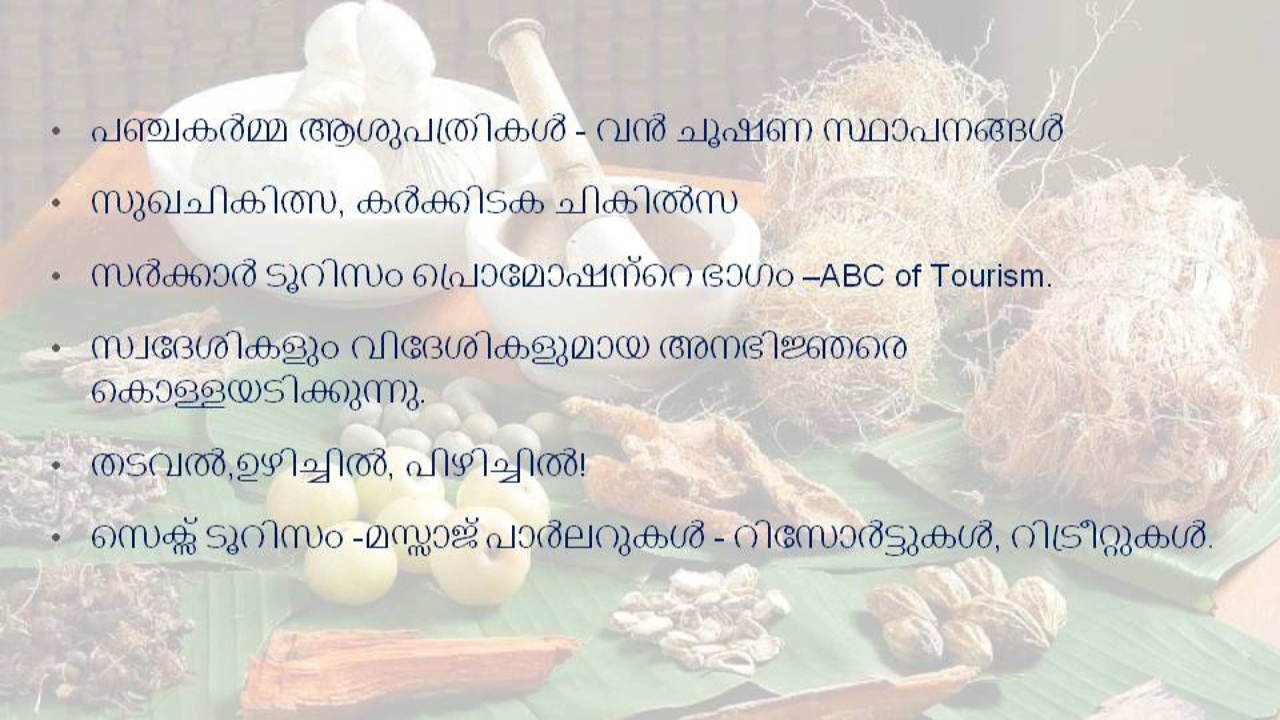 • പഞ്ചകർമ്മ ആശുപത്രികൾ - വൻ ചൂഷണ സ്ഥാപനങ്ങൾ
• സുഖചികിത്സ, കർക്കിടക ചികിൽസ
• സർക്കാർ ടൂറിസം പ്രൊമോഷന്റെ ഭാഗം –ABC of Tourism.
• സ്വദേശികളും വിദേശികളുമായ അനഭിജ്ഞരെ
കൊള്ളയടിക്കുന്നു.
• തടവൽ,ഉഴിച്ചിൽ, പിഴിച്ചിൽ!
• സെക്സ് ടൂറിസം -മസ്സാജ് പാർലറുകൾ - റിസോർട്ടുകൾ, റിട്രീറ്റുകൾ.